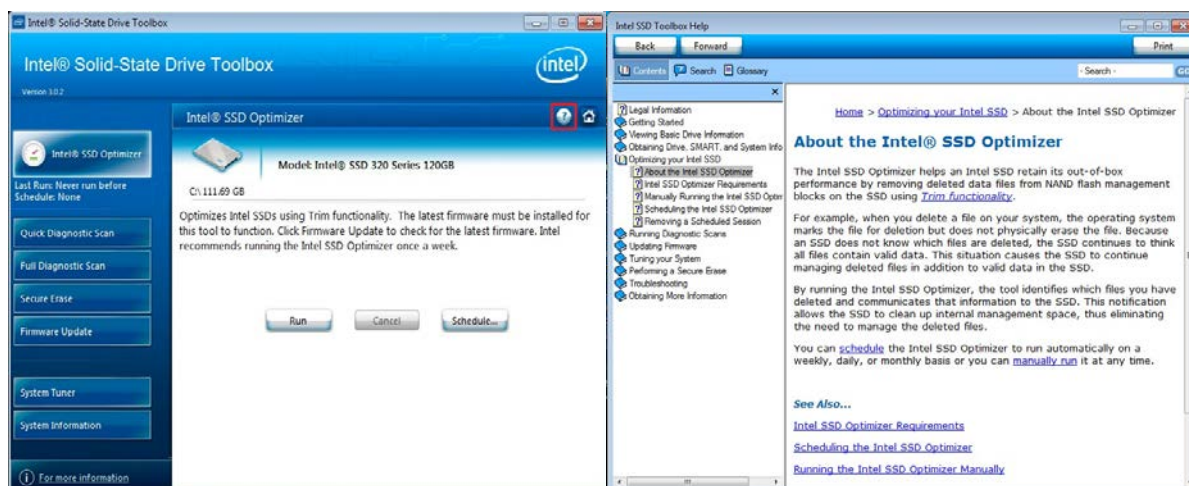 Intel® Solid-State Drive Toolbox
Intel® Solid-State Drive Toolbox
Version 3.0.2
intel
Intel® SSD Optimizer
Last Run: Never run before
Schedule: None
Quick Diagnostic Scan
Full Diagnostic Scan
Secure Erase
Firmware Update
System Tuner
System Information
For more information
Intel® SSD Optimizer
?
Model: Intel® SSD 320 Series 120GB
C:\ 111.69 GB
Optimizes Intel SSDs using Trim functionality. The latest firmware must be installed for
this tool to function. Click Firmware Update to check for the latest firmware. Intel
recommends running the Intel SSD Optimizer once a week.
Run Cancel Schedule...
Intel SSD Toolbox Help
Back Forward Print
Contents Search Glossary - Search - GO
Legal Information
Getting Started
Viewing Basic Drive Information
Obtaining Drive, SMART, and System Info
Optimizing your Intel SSD
About the Intel SSD Optimizer
Intel SSD Optimizer Requirements
Manually Running the Intel SSD Optim
Scheduling the Intel SSD Optimizer
Removing a Scheduled Session
Running Diagnostic Scans
Updating Firmware
Tuning your System
Performing a Secure Erase
Troubleshooting
Obtaining More Information
Home > Optimizing your Intel SSD > About the Intel SSD Optimizer
About the Intel® SSD Optimizer
The Intel SSD Optimizer helps an Intel SSD retain its out-of-box
performance by removing deleted data files from NAND flash management
blocks on the SSD using Trim functionality.
For example, when you delete a file on your system, the operating system
marks the file for deletion but does not physically erase the file. Because
an SSD does not know which files are deleted, the SSD continues to think
all files contain valid data. This situation causes the SSD to continue
managing deleted files in addition to valid data in the SSD.
By running the Intel SSD Optimizer, the tool identifies which files you have
deleted and communicates that information to the SSD. This notification
allows the SSD to clean up internal management space, thus eliminating
the need to manage the deleted files.
You can schedule the Intel SSD Optimizer to run automatically on a
weekly, daily, or monthly basis or you can manually run it at any time.
See Also...
Intel SSD Optimizer Requirements
Scheduling the Intel SSD Optimizer
Running the Intel SSD Optimizer Manually